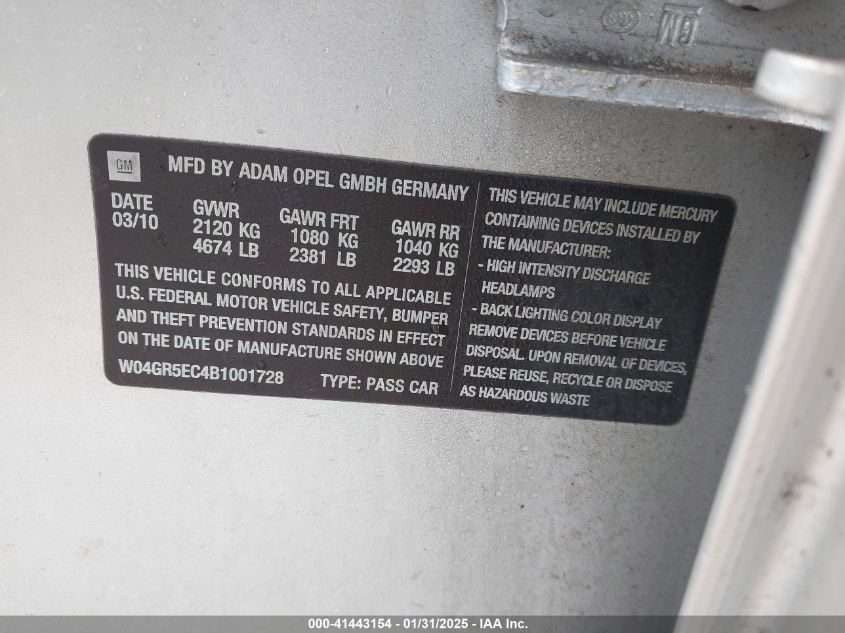 GM
GM
MFD BY ADAM OPEL GMBH GERMANY
DATE
03/10
GVWR
2120 KG
4674 LB
GAWR FRT
1080 KG
2381 LB
GAWR RR
1040 KG
2293 LB
THIS VEHICLE CONFORMS TO ALL APPLICABLE
U.S. FEDERAL MOTOR VEHICLE SAFETY, BUMPER
AND THEFT PREVENTION STANDARDS IN EFFECT
ON THE DATE OF MANUFACTURE SHOWN ABOVE
W04GR5EC4B1001728 TYPE: PASS CAR
THIS VEHICLE MAY INCLUDE MERCURY
CONTAINING DEVICES INSTALLED BY
THE MANUFACTURER:
- HIGH INTENSITY DISCHARGE
HEADLAMPS
- BACK LIGHTING COLOR DISPLAY
REMOVE DEVICES BEFORE VEHICLE
DISPOSAL. UPON REMOVAL OF DEVICES,
PLEASE REUSE, RECYCLE OR DISPOSE
AS HAZARDOUS WASTE
000-41443154 - 01/31/2025 - IAA Inc.